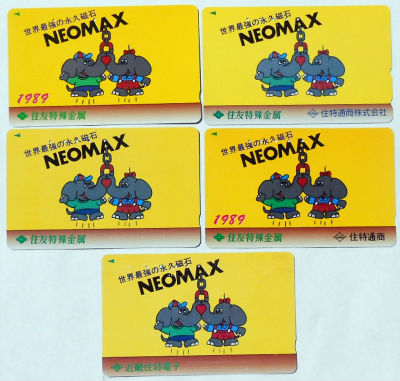 世界最強の永久磁石
NEOMAX
1989
住友特殊金属
世界最強の永久磁石
NEOMAX
住友特殊金属 住特通商株式会社
世界最強の永久磁石
NEOMAX
住友特殊金属
世界最強の永久磁石
NEOMAX
1989
住友特殊金属 住特通商
世界最強の永久磁石
NEOMAX
近畿住特電子